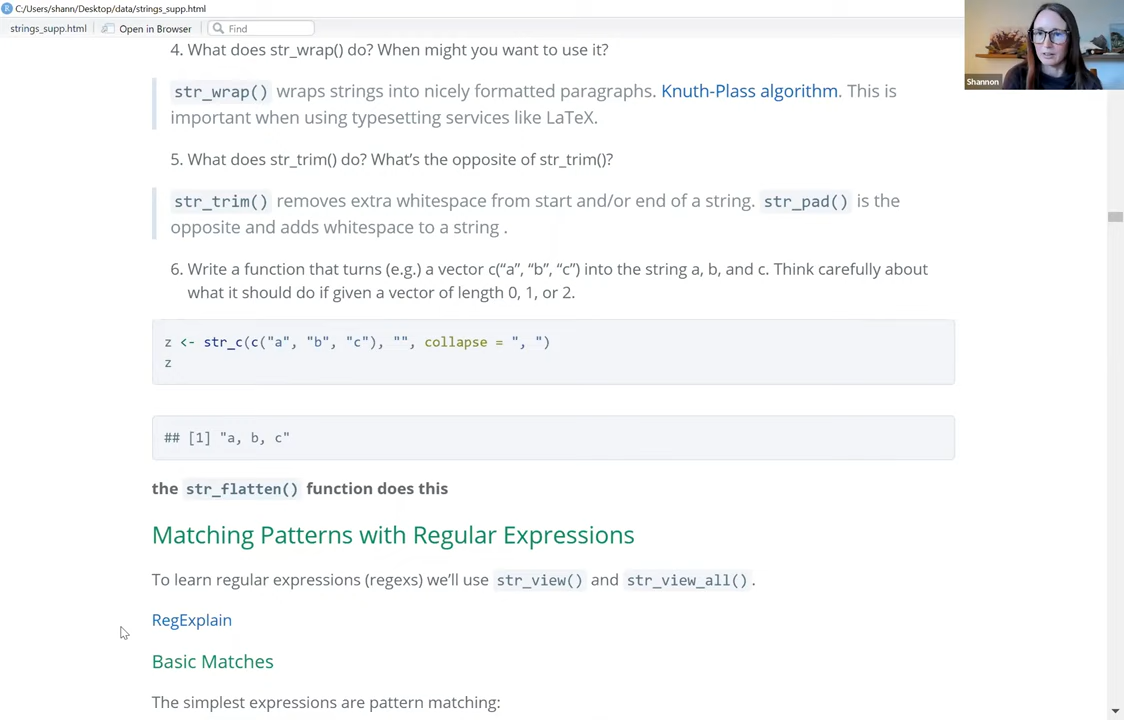 C:/Users/shann/Desktop/data/strings_supp.html
strings_supp.html Open in Browser Find
Shannon
4. What does str_wrap() do? When might you want to use it?
str_wrap() wraps strings into nicely formatted paragraphs. Knuth-Plass algorithm. This is
important when using typesetting services like LaTeX.
5. What does str_trim() do? What’s the opposite of str_trim()?
str_trim() removes extra whitespace from start and/or end of a string. str_pad() is the
opposite and adds whitespace to a string .
6. Write a function that turns (e.g.) a vector c(“a”, “b”, “c”) into the string a, b, and c. Think carefully about
what it should do if given a vector of length 0, 1, or 2.
z <- str_c(c("a", "b", "c"), "", collapse = ", ")
z
## [1] "a, b, c"
the str_flatten() function does this
Matching Patterns with Regular Expressions
To learn regular expressions (regexs) we’ll use str_view() and str_view_all() .
RegExplain
Basic Matches
The simplest expressions are pattern matching: